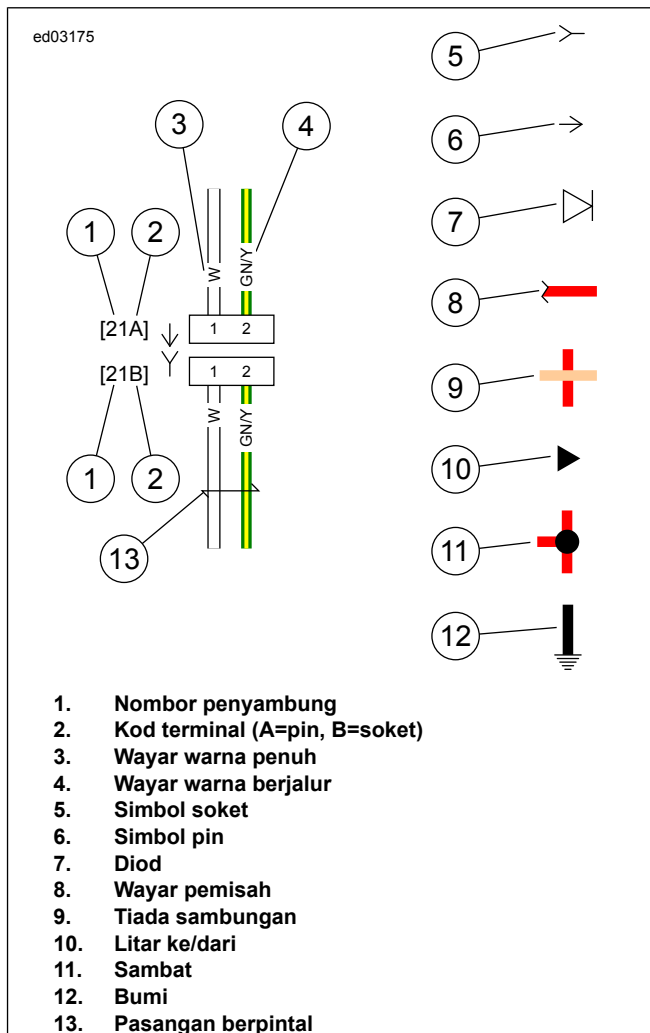 ed03175
5
3 4
6
1 2
7
W GN/Y
8
[21A] 1 2
[21B] 1 2
9
W GN/Y
10
1 2
11
13
12
1. Nombor penyambung
2. Kod terminal (A=pin, B=soket)
3. Wayar warna penuh
4. Wayar warna berjalur
5. Simbol soket
6. Simbol pin
7. Diod
8. Wayar pemisah
9. Tiada sambungan
10. Litar ke/dari
11. Sambat
12. Bumi
13. Pasangan berpintal